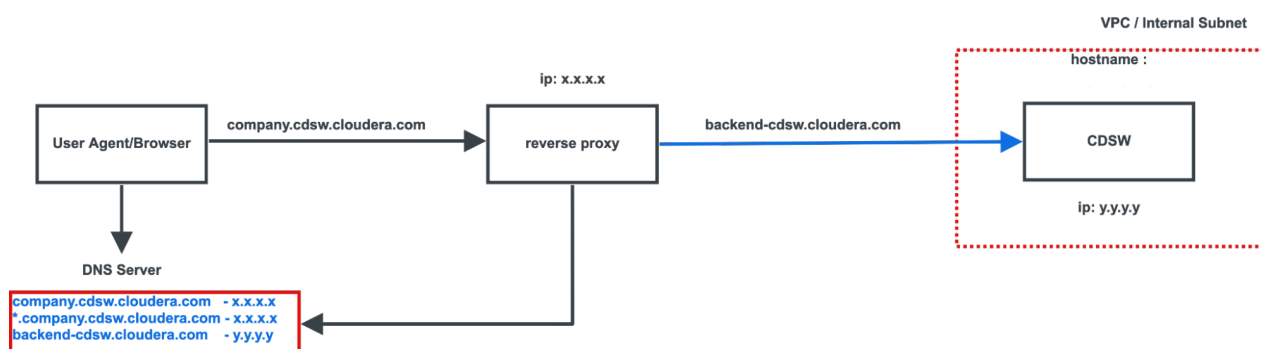 VPC / Internal Subnet
hostname :
ip: x.x.x.x
User Agent/Browser
company.cdsw.cloudera.com
reverse proxy
backend-cdsw.cloudera.com
CDSW
ip: y.y.y.y
DNS Server
company.cdsw.cloudera.com - x.x.x.x
*.company.cdsw.cloudera.com - x.x.x.x
backend-cdsw.cloudera.com - y.y.y.y